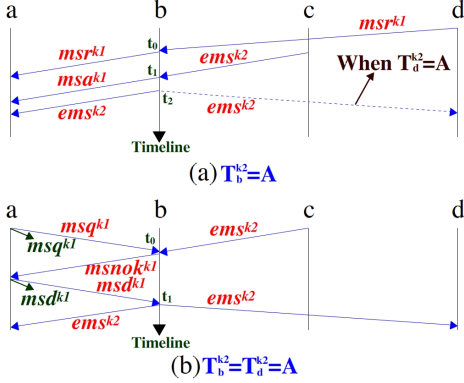 a b c d
msr^k1
t0
msr^k1
ems^k2
t1
msa^k1
When T_d^k2=A
ems^k2
t2
ems^k2
Timeline
(a) T_b^k2=A
a b c d
msq^k1
msq^k1
t0
ems^k2
msnok^k1
msd^k1
msd^k1
t1
ems^k2
ems^k2
Timeline
(b) T_b^k2=T_d^k2=A